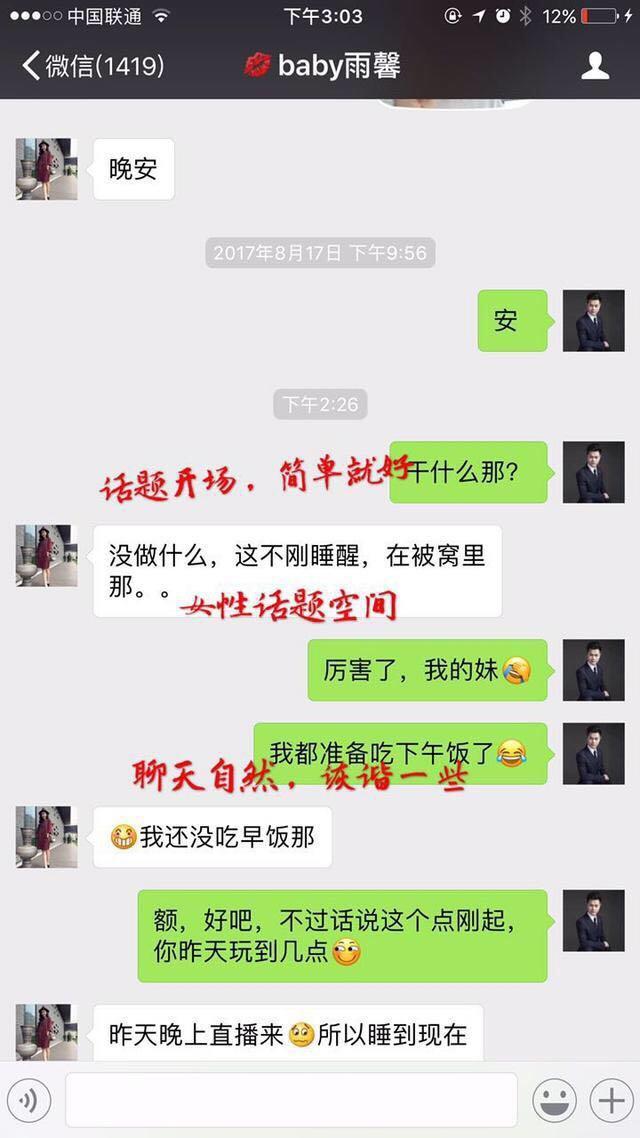 中国联通 下午3:03 12%
微信(1419) baby雨馨
晚安
2017年8月17日 下午9:56
安
下午2:26
干什么那?
话题开场，简单就好
没做什么，这不刚睡醒，在被窝里
那。。
女性话题空间
厉害了，我的妹
我都准备吃下午饭了
聊天自然，诙谐一些
我还没吃早饭那
额，好吧，不过话说这个点刚起，
你昨天玩到几点
昨天晚上直播来 所以睡到现在